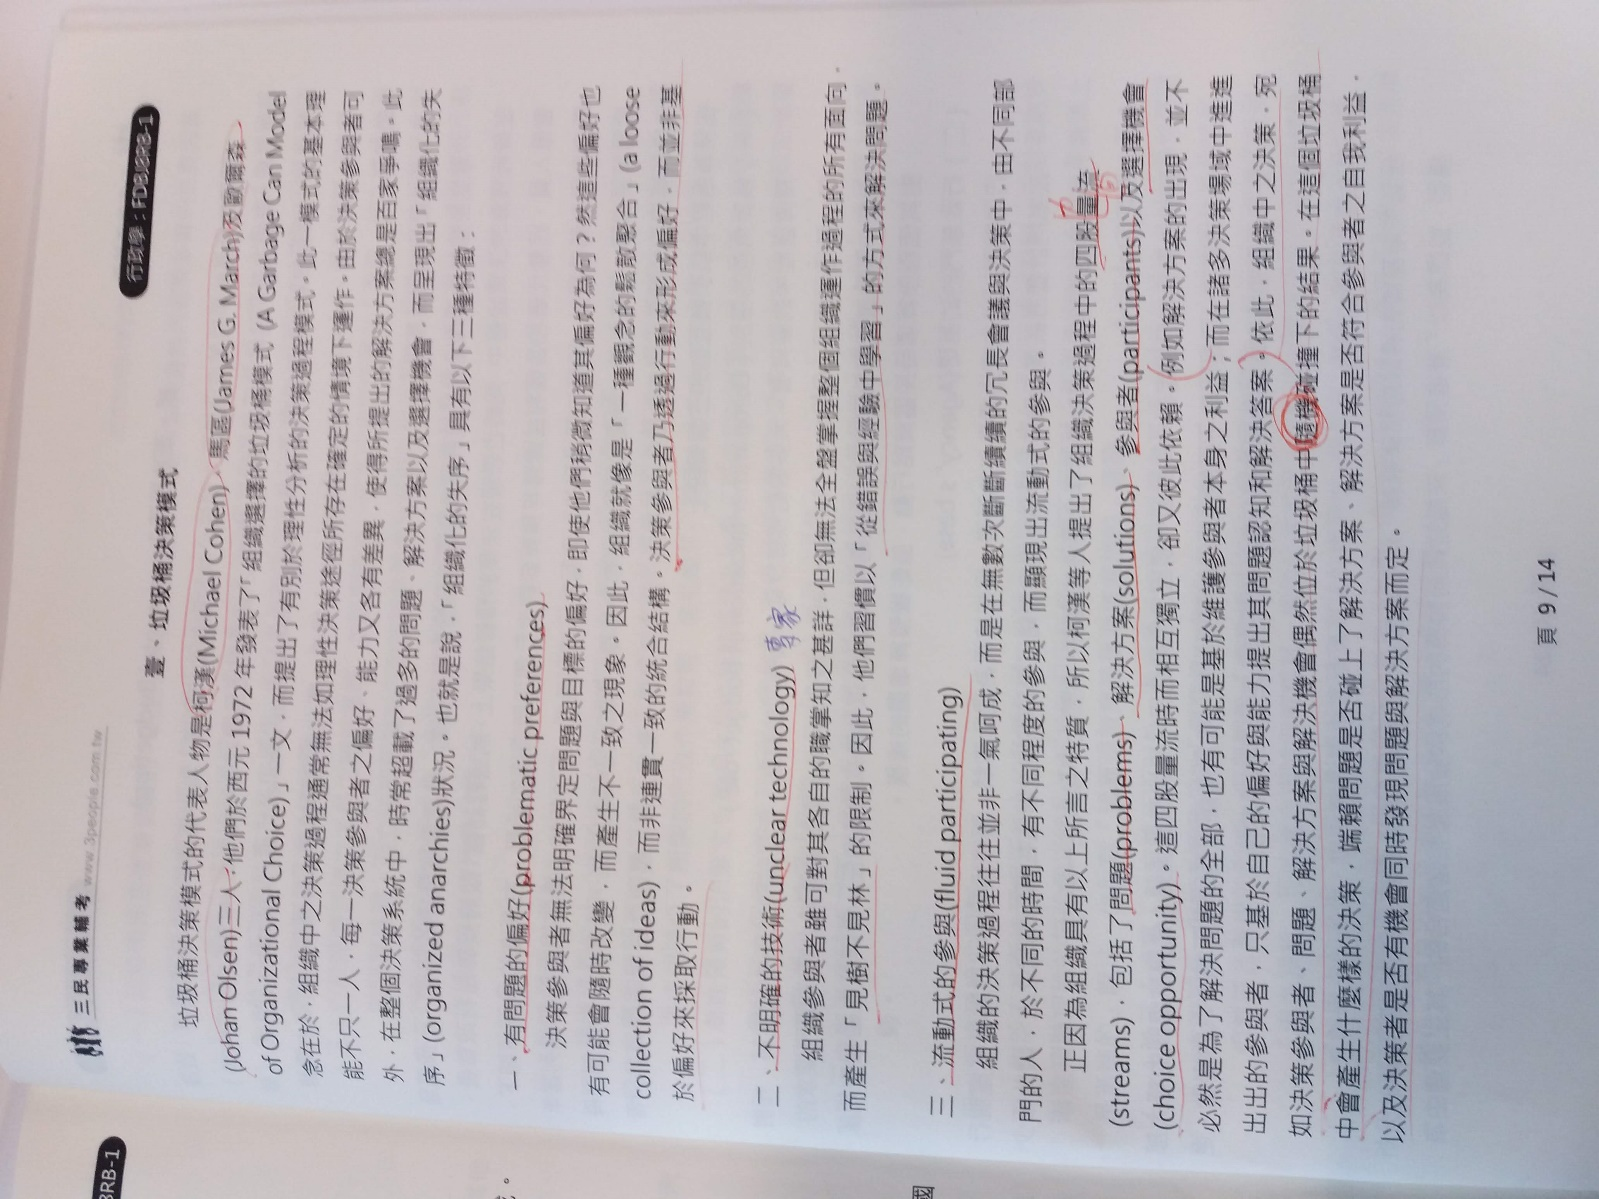 三民專業輔考 www.3people.com.tw
行政學：FD8I8RB-1
壹、垃圾桶決策模式
垃圾桶決策模式的代表人物是柯漢(Michael Cohen)、馬區(James G. March)及歐爾森
(Johan Olsen)三人，他們於西元 1972 年發表了「組織選擇的垃圾桶模式 (A Garbage Can Model
of Organizational Choice)」一文，而提出了有別於理性分析的決策過程模式。此一模式的基本理
念在於，組織中之決策過程通常無法如理性決策途徑所存在確定的情境下運作。由於決策參與者可
能不只一人，每一決策參與者之偏好、能力又各有差異，使得所提出的解決方案總是百家爭鳴。此
外，在整個決策系統中，時常超載了過多的問題、解決方案以及選擇機會，而呈現出「組織化的失
序」(organized anarchies)狀況。也就是說，「組織化的失序」具有以下三種特徵：
一、有問題的偏好(problematic preferences)
決策參與者無法明確界定問題與目標的偏好，即使他們稍微知道其偏好為何？然這些偏好也
有可能會隨時改變，而產生不一致之現象。因此，組織就像是「一種觀念的鬆散聚合」(a loose
collection of ideas)，而非連貫一致的統合結構。決策參與者乃透過行動來形成偏好，而並非基
於偏好來採取行動。
二、不明確的技術(unclear technology) 專家
組織參與者雖可對其各自的職掌知之甚詳，但卻無法全盤掌握整個組織運作過程的所有面向，
而產生「見樹不見林」的限制。因此，他們習慣以「從錯誤與經驗中學習」的方式來解決問題。
三、流動式的參與(fluid participating)
組織的決策過程往往並非一氣呵成，而是在無數次斷斷續續的冗長會議與決策中，由不同部
門的人，於不同的時間，有不同程度的參與，而顯現出流動式的參與。
正因為組織具有以上所言之特質，所以柯漢等人提出了組織決策過程中的四股量流
(streams)，包括了問題(problems)、解決方案(solutions)、參與者(participants)以及選擇機會
(choice opportunity)。這四股量流時而相互獨立，卻又彼此依賴。例如解決方案的出現，並不
必然是為了解決問題的全部，也有可能是基於維護參與者本身之利益；而在諸多決策場域中進進
出出的參與者，只基於自己的偏好與能力提出其問題認知和解決答案。依此，組織中之決策，宛
如決策參與者、問題、解決方案與解決機會偶然位於垃圾桶中隨機碰撞下的結果。在這個垃圾桶
中會產生什麼樣的決策，端賴問題是否碰上了解決方案、解決方案是否符合參與者之自我利益，
以及決策者是否有機會同時發現問題與解決方案而定。
頁 9/14
8RB-1
國